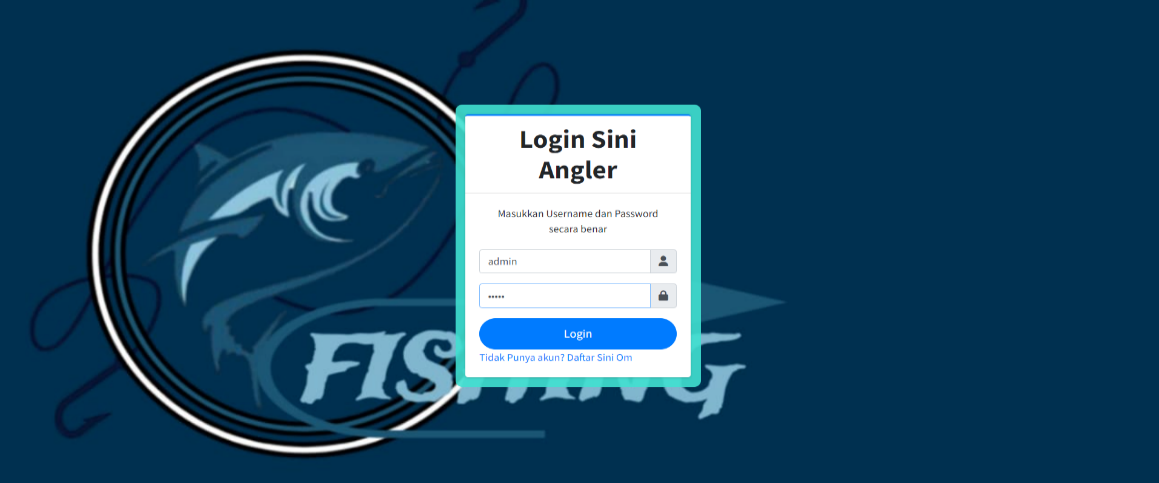 Login Sini
Angler
Masukkan Username dan Password
secara benar
admin
•••••
Login
Tidak Punya akun? Daftar Sini Om
FISHING